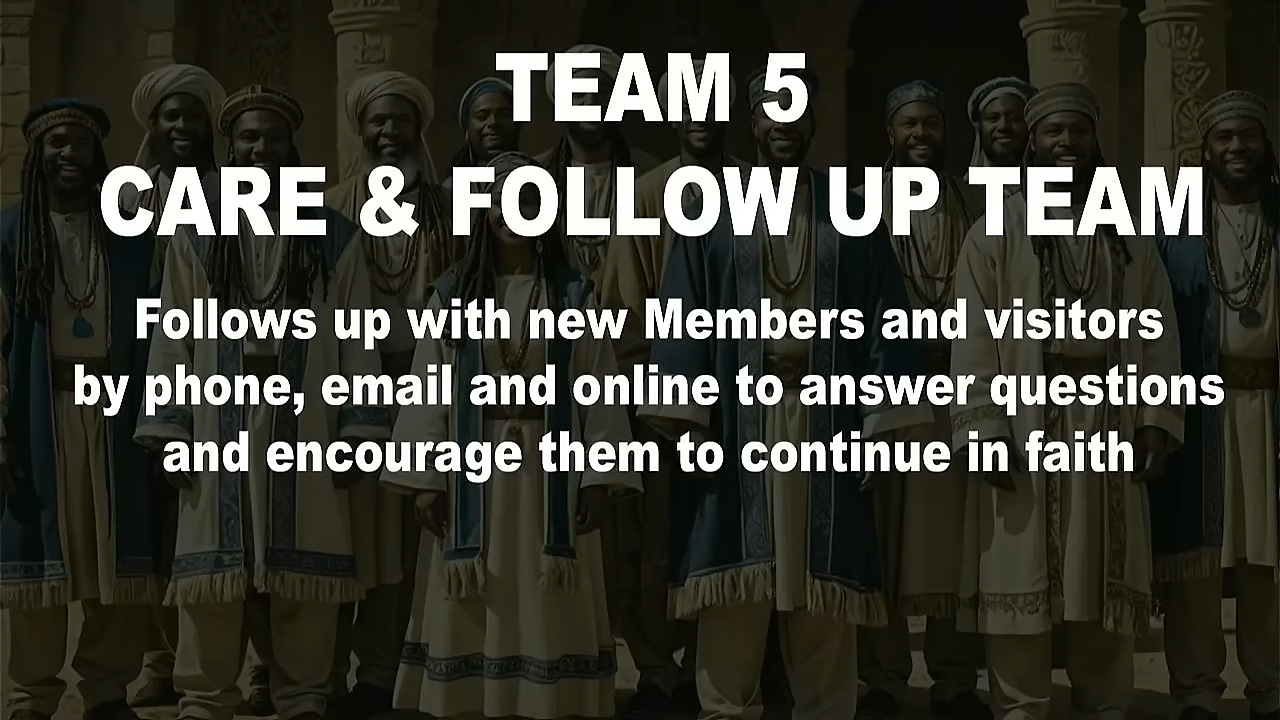 TEAM 5
CARE & FOLLOW UP TEAM
Follows up with new Members and visitors
by phone, email and online to answer questions
and encourage them to continue in faith